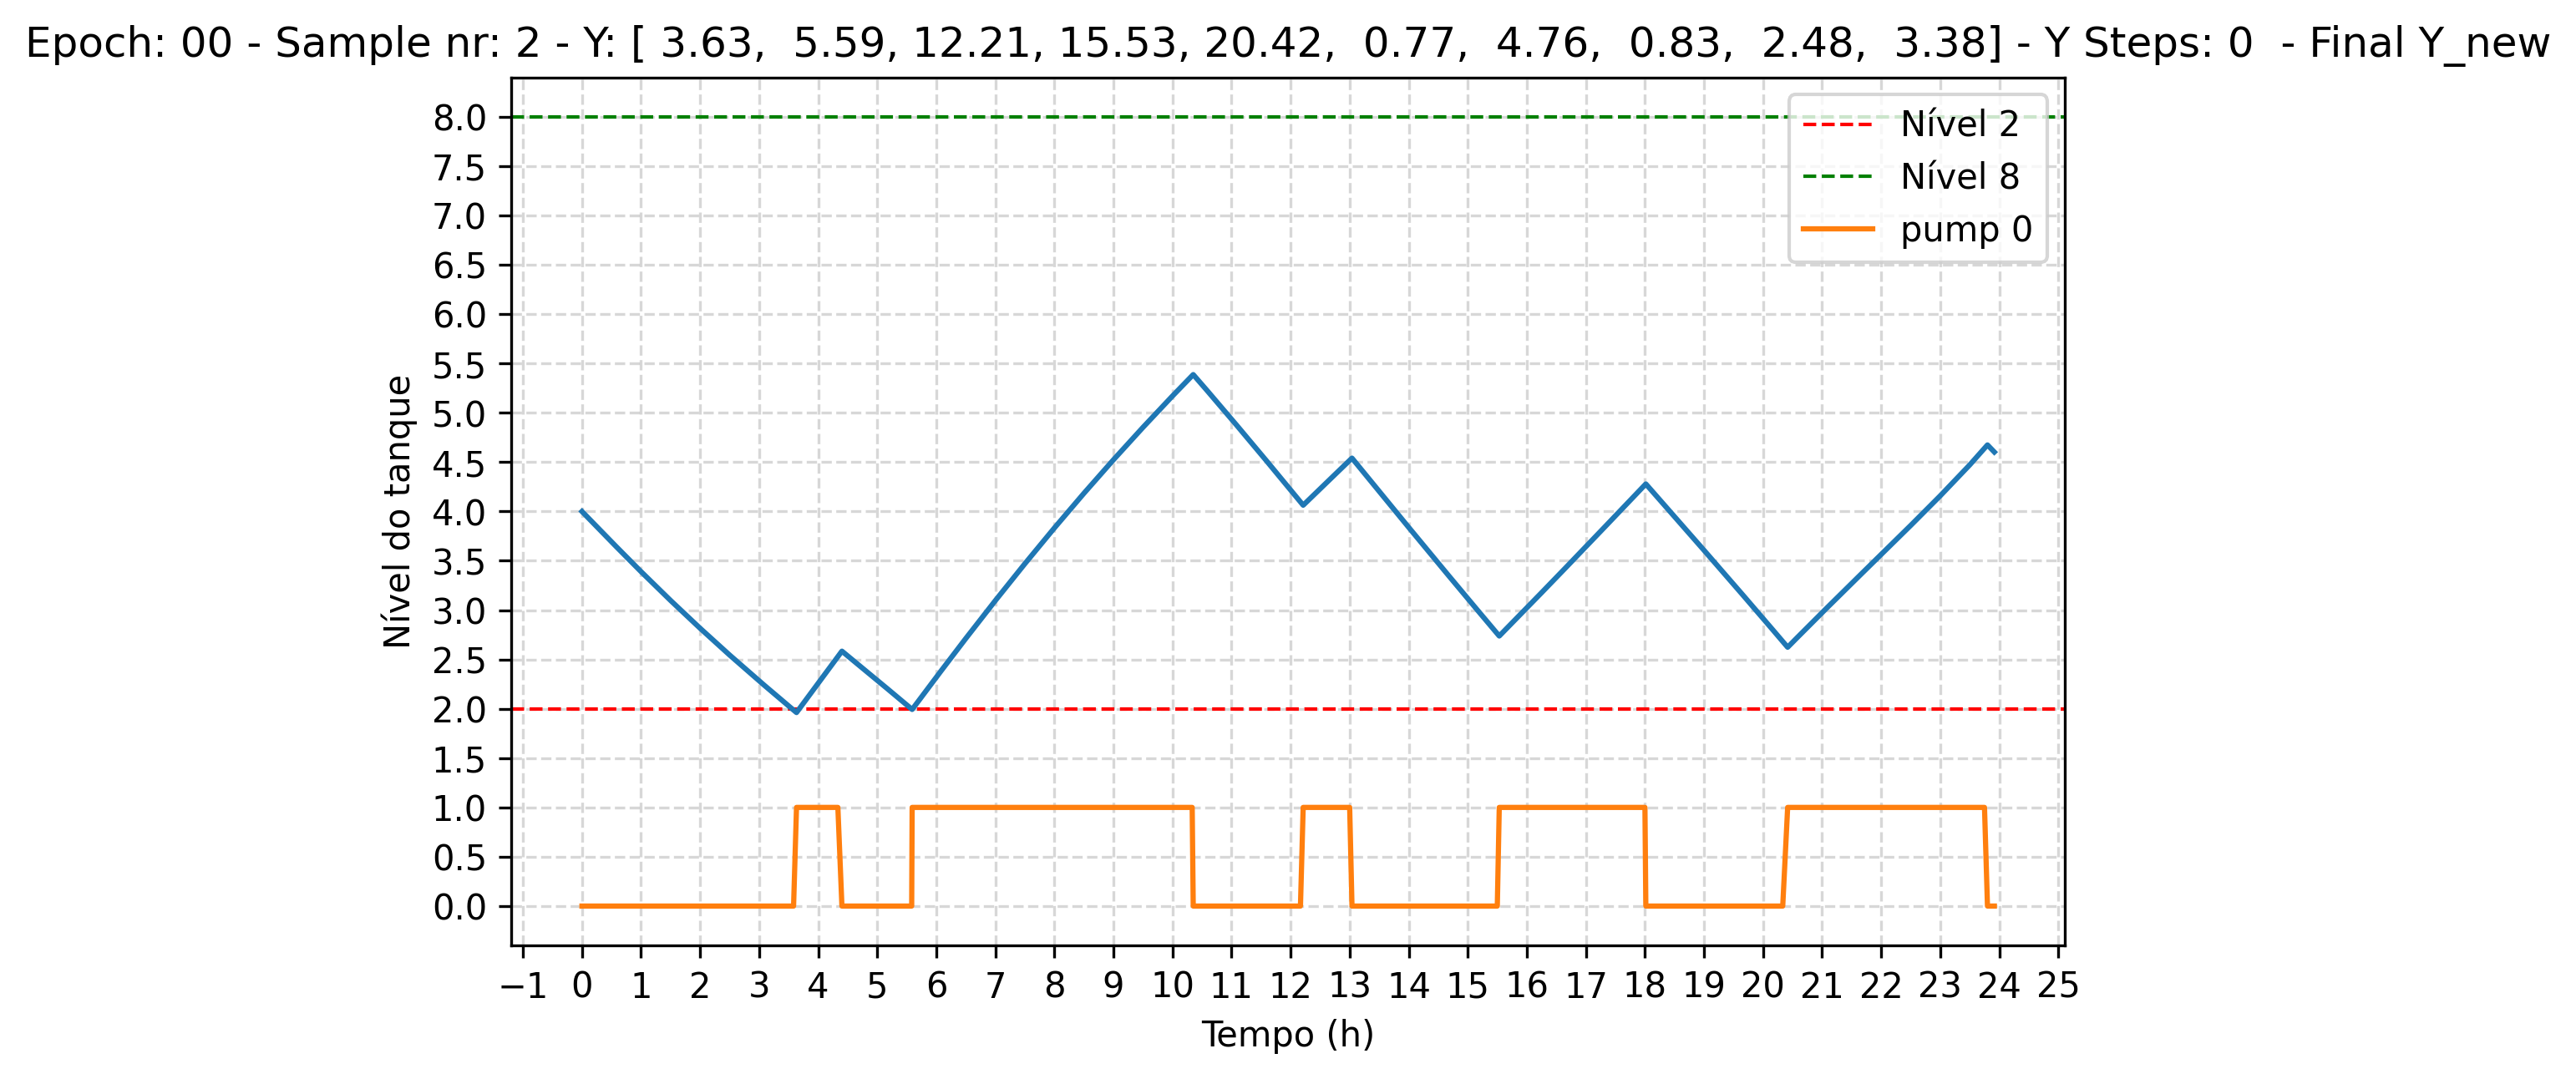 Epoch: 00 - Sample nr: 2 - Y: [ 3.63,  5.59, 12.21, 15.53, 20.42,  0.77,  4.76,  0.83,  2.48,  3.38] - Y Steps: 0  - Final Y_new
Nível 2
Nível 8
pump 0
8.0
7.5
7.0
6.5
6.0
5.5
5.0
4.5
4.0
3.5
3.0
2.5
2.0
1.5
1.0
0.5
0.0
Nível do tanque
−1 0 1 2 3 4 5 6 7 8 9 10 11 12 13 14 15 16 17 18 19 20 21 22 23 24 25
Tempo (h)